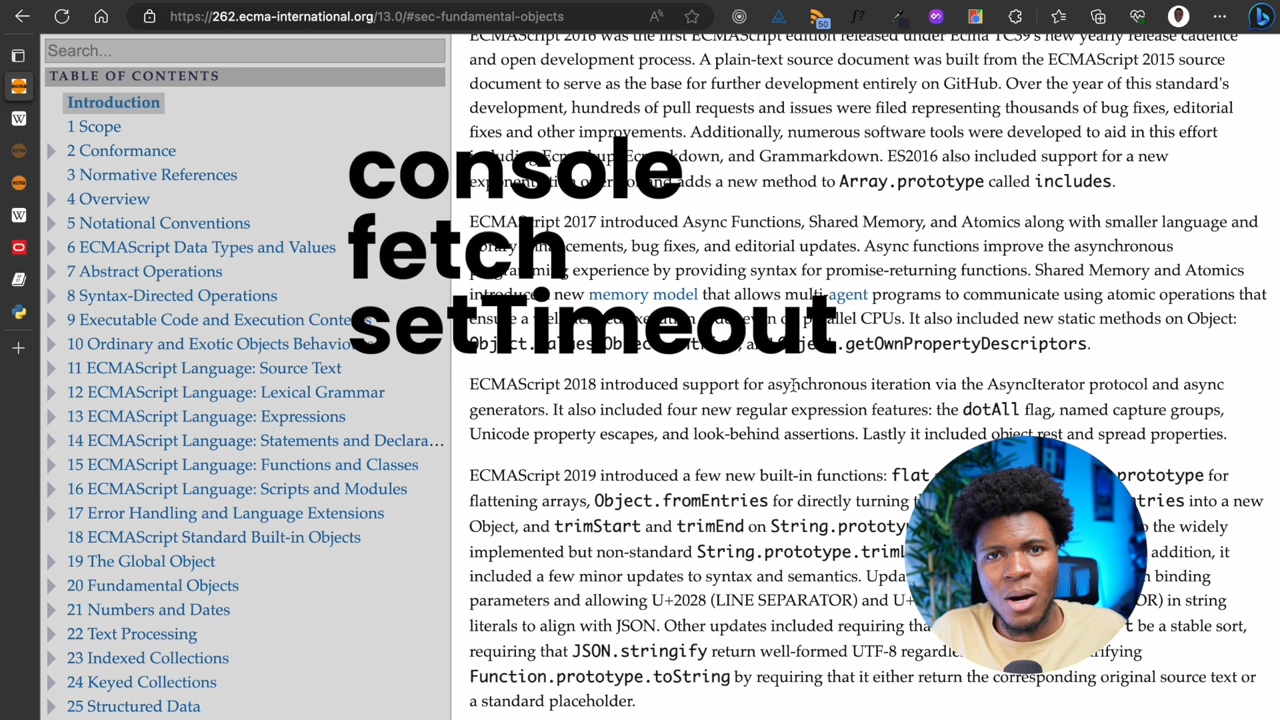 https://262.ecma-international.org/13.0/#sec-fundamental-objects
50
f?
Search...
TABLE OF CONTENTS
Introduction
1 Scope
2 Conformance
3 Normative References
4 Overview
5 Notational Conventions
6 ECMAScript Data Types and Values
7 Abstract Operations
8 Syntax-Directed Operations
9 Executable Code and Execution Contexts
10 Ordinary and Exotic Objects Behaviou
11 ECMAScript Language: Source Text
12 ECMAScript Language: Lexical Grammar
13 ECMAScript Language: Expressions
14 ECMAScript Language: Statements and Declara…
15 ECMAScript Language: Functions and Classes
16 ECMAScript Language: Scripts and Modules
17 Error Handling and Language Extensions
18 ECMAScript Standard Built-in Objects
19 The Global Object
20 Fundamental Objects
21 Numbers and Dates
22 Text Processing
23 Indexed Collections
24 Keyed Collections
25 Structured Data
console
fetch
setTimeout
ECMAScript 2016 was the first ECMAScript edition released under Ecma TC39's new yearly release cadence
and open development process. A plain-text source document was built from the ECMAScript 2015 source
document to serve as the base for further development entirely on GitHub. Over the year of this standard's
development, hundreds of pull requests and issues were filed representing thousands of bug fixes, editorial
fixes and other improvements. Additionally, numerous software tools were developed to aid in this effort
including Ecmarkup, Ecmarkdown, and Grammarkdown. ES2016 also included support for a new
and adds a new method to Array.prototype called includes.
ECMAScript 2017 introduced Async Functions, Shared Memory, and Atomics along with smaller language and
library enhancements, bug fixes, and editorial updates. Async functions improve the asynchronous
programming experience by providing syntax for promise-returning functions. Shared Memory and Atomics
introduces a new memory model that allows multi-agent programs to communicate using atomic operations that
parallel CPUs. It also included new static methods on Object:
Object.getOwnPropertyDescriptors.
ECMAScript 2018 introduced support for asynchronous iteration via the AsyncIterator protocol and async
generators. It also included four new regular expression features: the dotAll flag, named capture groups,
Unicode property escapes, and look-behind assertions. Lastly it included object rest and spread properties.
ECMAScript 2019 introduced a few new built-in functions: flat prototype for
flattening arrays, Object.fromEntries for directly turning into a new
Object, and trimStart and trimEnd on the widely
implemented but non-standard addition, it
included a few minor updates to syntax and semantics. binding
parameters and allowing U+2028 (LINE SEPARATOR) and in string
literals to align with JSON. Other updates included requiring be a stable sort,
requiring that JSON.stringify return well-formed UTF-8
Function.prototype.toString by requiring that it either return the corresponding original source text or
a standard placeholder.